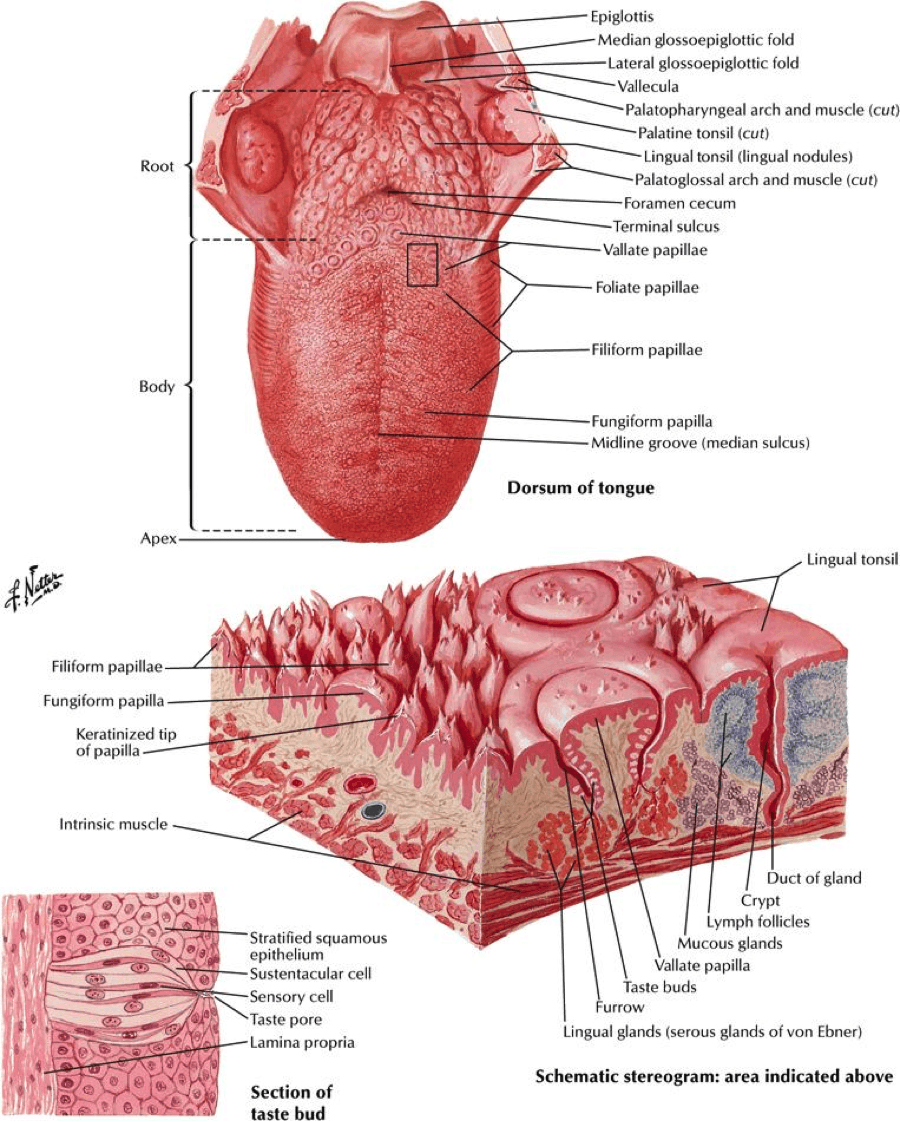 Epiglottis
Median glossoepiglottic fold
Lateral glossoepiglottic fold
Vallecula
Palatopharyngeal arch and muscle (cut)
Palatine tonsil (cut)
Lingual tonsil (lingual nodules)
Palatoglossal arch and muscle (cut)
Foramen cecum
Terminal sulcus
Vallate papillae
Foliate papillae
Filiform papillae
Fungiform papilla
Midline groove (median sulcus)
Root
Body
Apex
Dorsum of tongue
f. Netter
M.D.
Lingual tonsil
Filiform papillae
Fungiform papilla
Keratinized tip
of papilla
Intrinsic muscle
Duct of gland
Crypt
Lymph follicles
Mucous glands
Vallate papilla
Taste buds
Furrow
Lingual glands (serous glands of von Ebner)
Schematic stereogram: area indicated above
Stratified squamous
epithelium
Sustentacular cell
Sensory cell
Taste pore
Lamina propria
Section of
taste bud